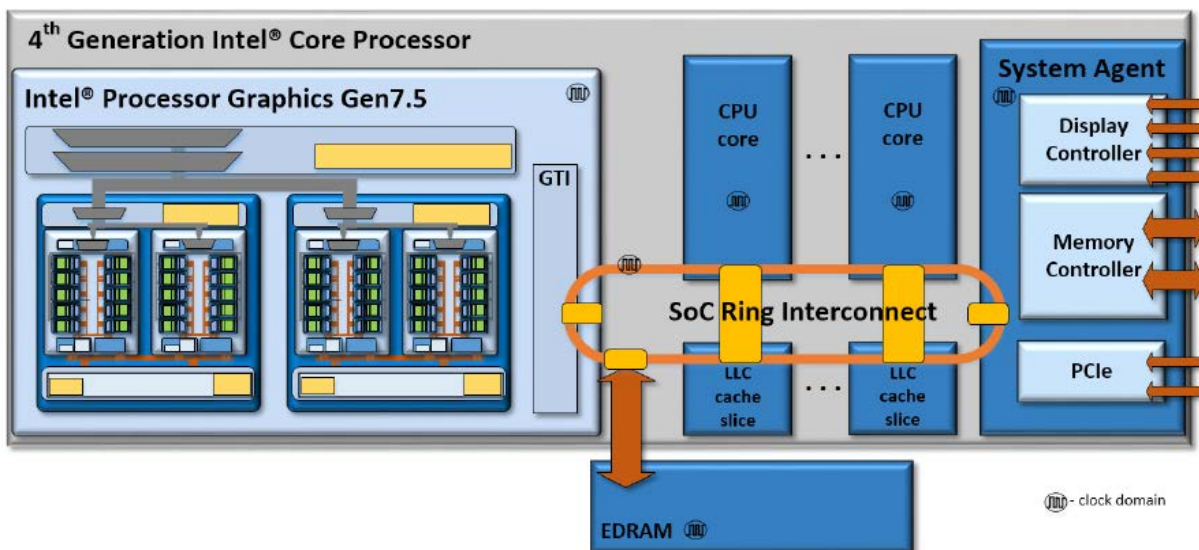 4th Generation Intel® Core Processor
Intel® Processor Graphics Gen7.5
GTI
CPU
core
...
CPU
core
System Agent
Display
Controller
Memory
Controller
PCIe
SoC Ring Interconnect
LLC
cache
slice
...
LLC
cache
slice
EDRAM
- clock domain